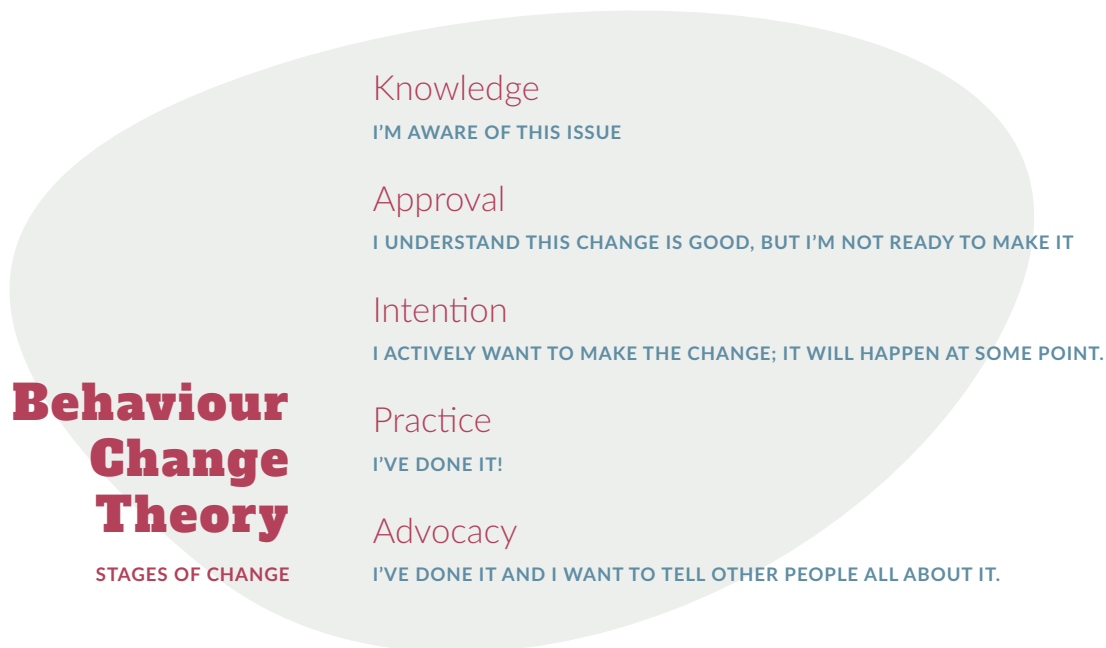 Behaviour
Change
Theory
STAGES OF CHANGE
Knowledge
I’M AWARE OF THIS ISSUE
Approval
I UNDERSTAND THIS CHANGE IS GOOD, BUT I’M NOT READY TO MAKE IT
Intention
I ACTIVELY WANT TO MAKE THE CHANGE; IT WILL HAPPEN AT SOME POINT.
Practice
I’VE DONE IT!
Advocacy
I’VE DONE IT AND I WANT TO TELL OTHER PEOPLE ALL ABOUT IT.